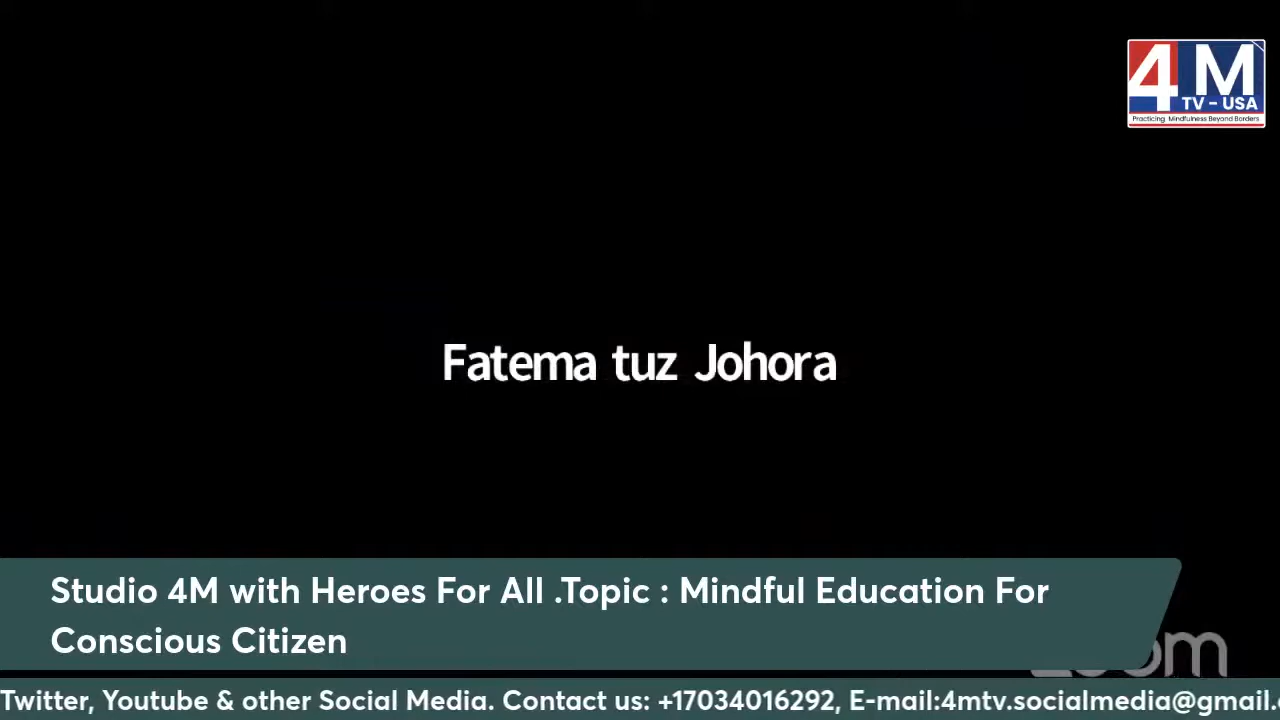 4M
TV - USA
Practicing Mindfulness Beyond Borders
Fatema tuz Johora
Studio 4M with Heroes For All .Topic : Mindful Education For
Conscious Citizen
zoom
Twitter, Youtube & other Social Media. Contact us: +17034016292, E-mail:4mtv.socialmedia@gmail.